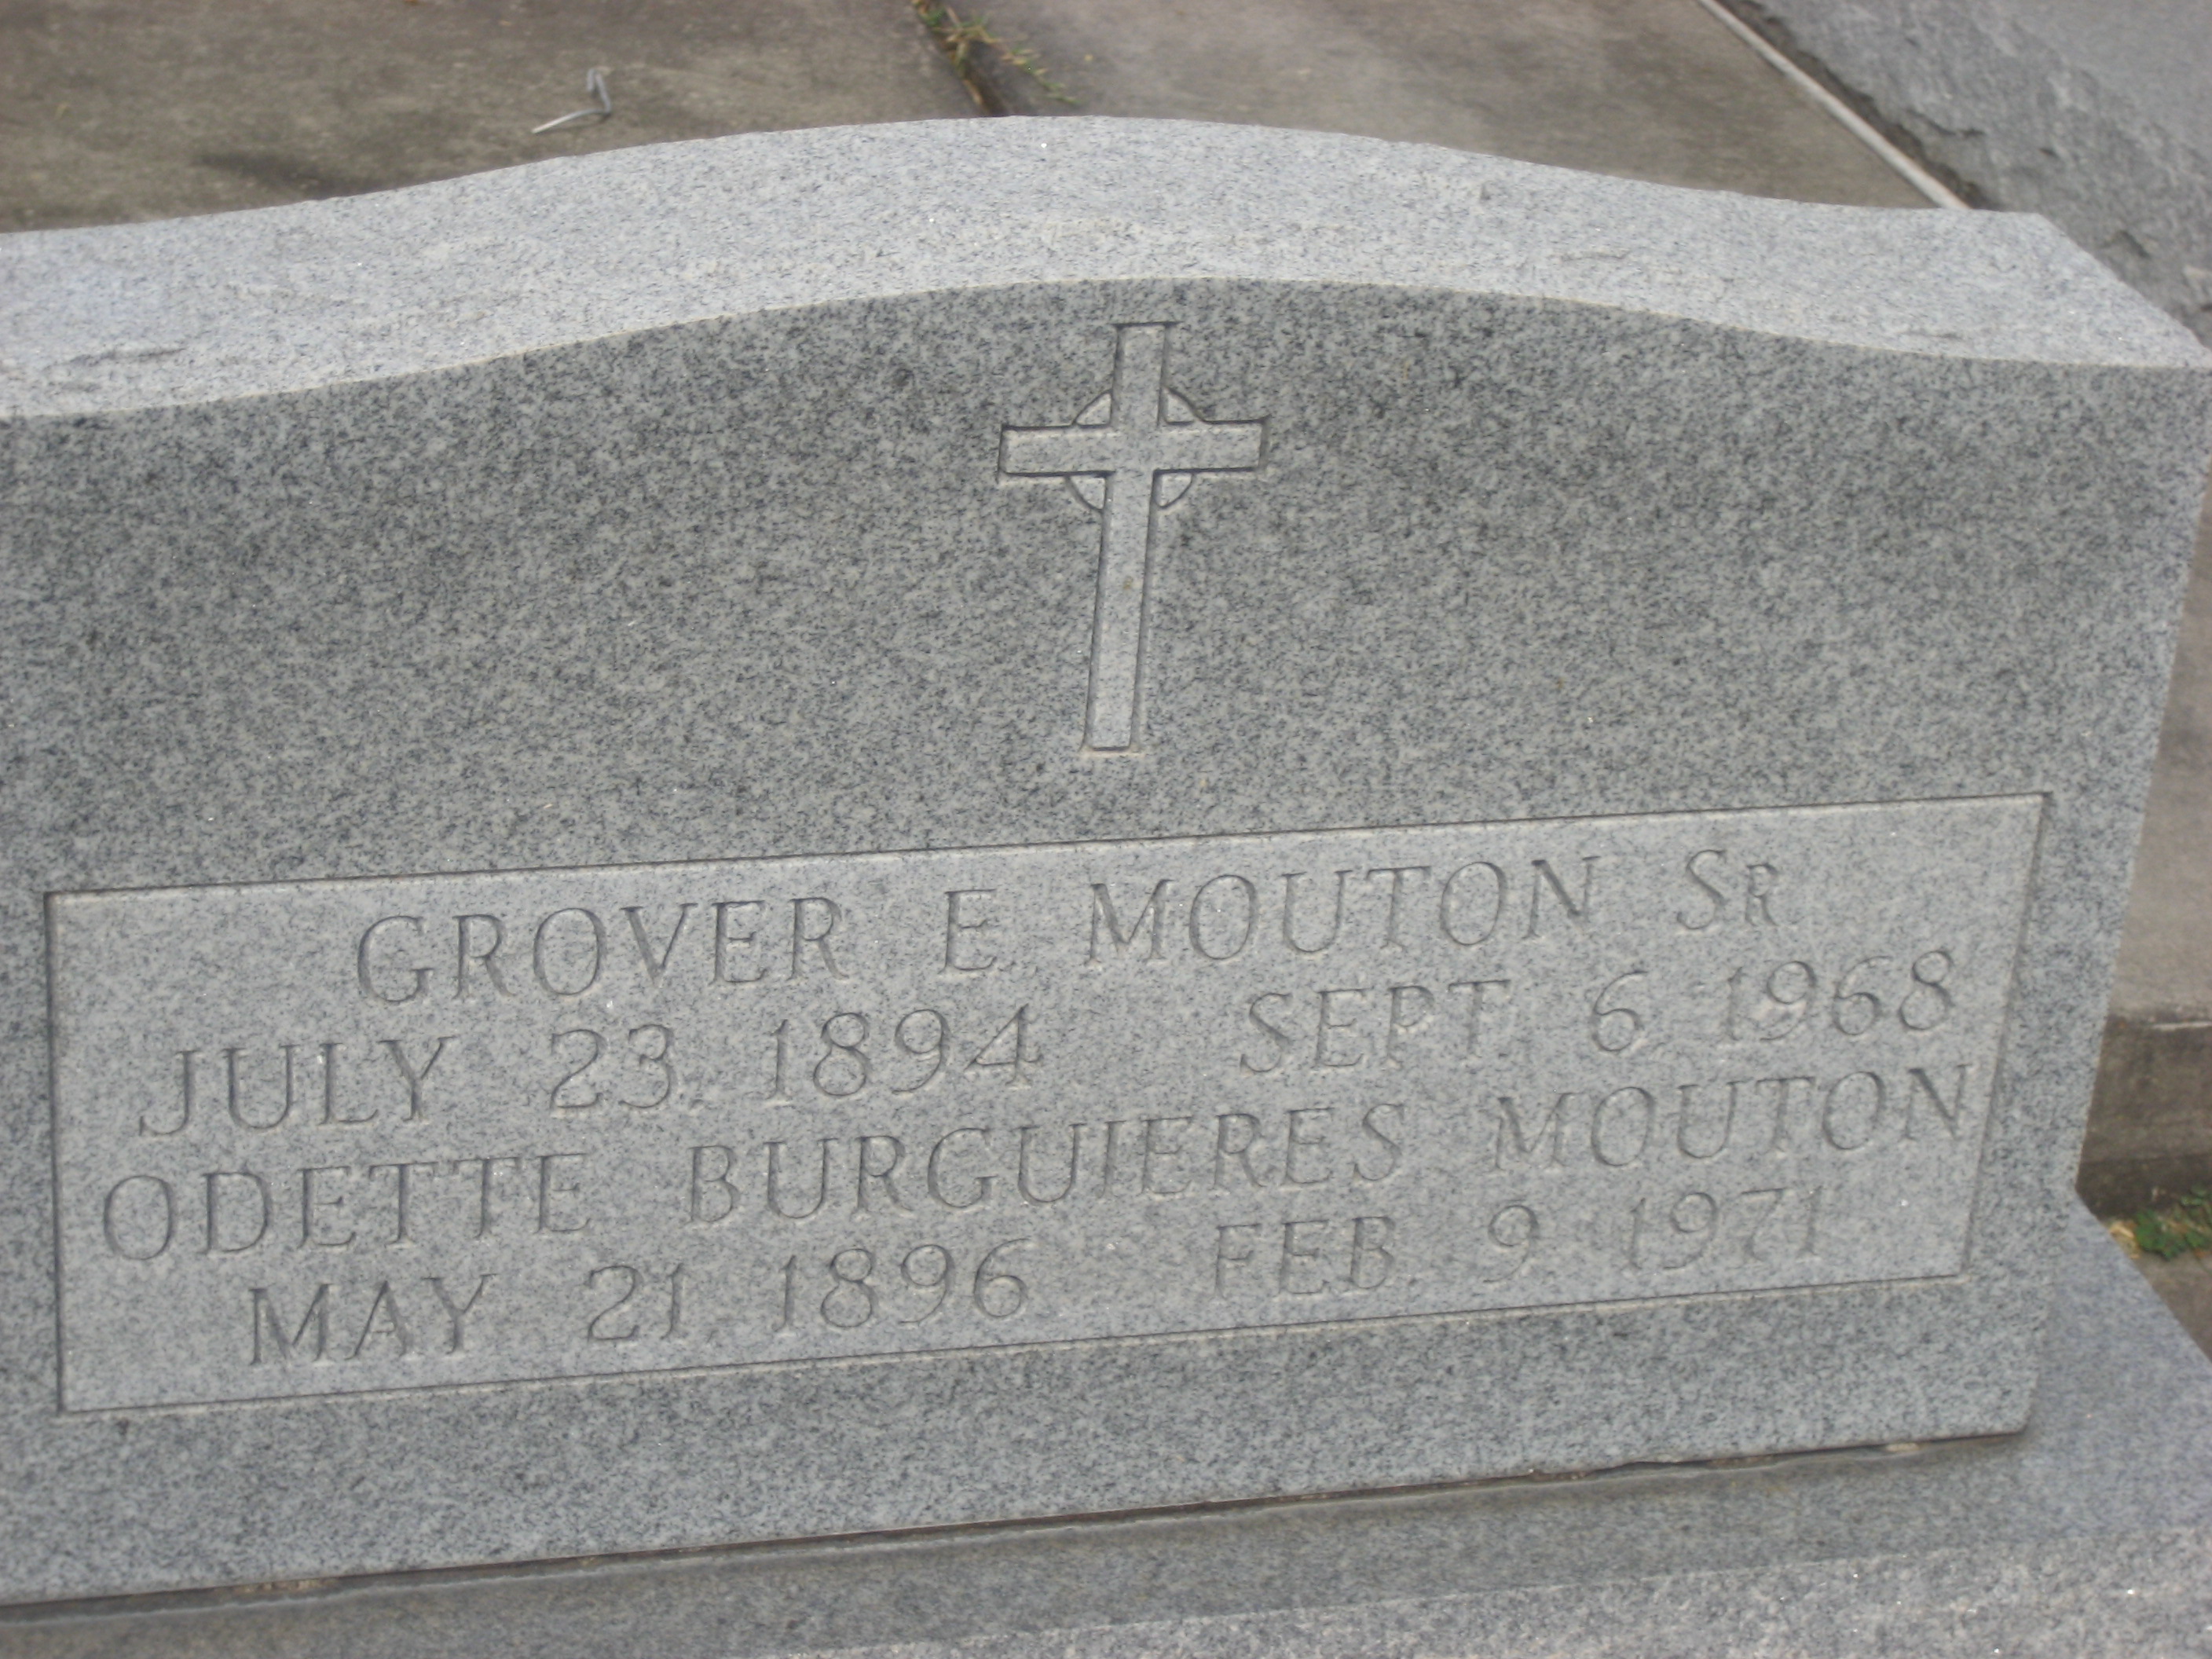 GROVER E. MOUTON SR
JULY 23, 1894 SEPT. 6, 1968
ODETTE BURGUIERES MOUTON
MAY 21, 1896 FEB. 9, 1971